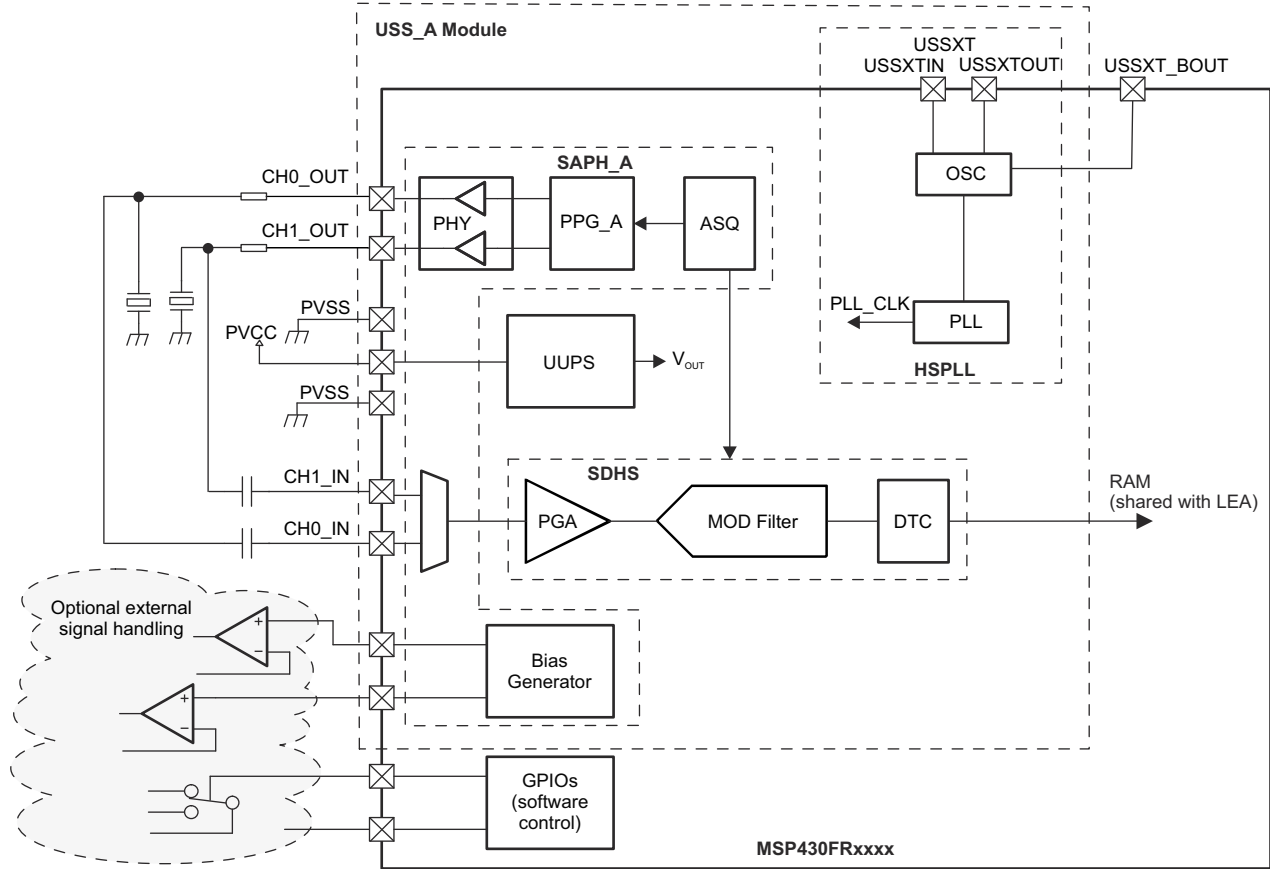 USS_A Module
USSXT
USSXTIN
USSXTOUT
USSXT_BOUT
SAPH_A
CH0_OUT
OSC
PHY
PPG_A
ASQ
CH1_OUT
PVSS
PLL_CLK
PLL
PVCC
UUPS
VOUT
HSPLL
PVSS
SDHS
CH1_IN
RAM
(shared with LEA)
PGA
MOD Filter
DTC
CH0_IN
Optional external
signal handling
+
−
Bias
Generator
+
−
GPIOs
(software
control)
MSP430FRxxxx